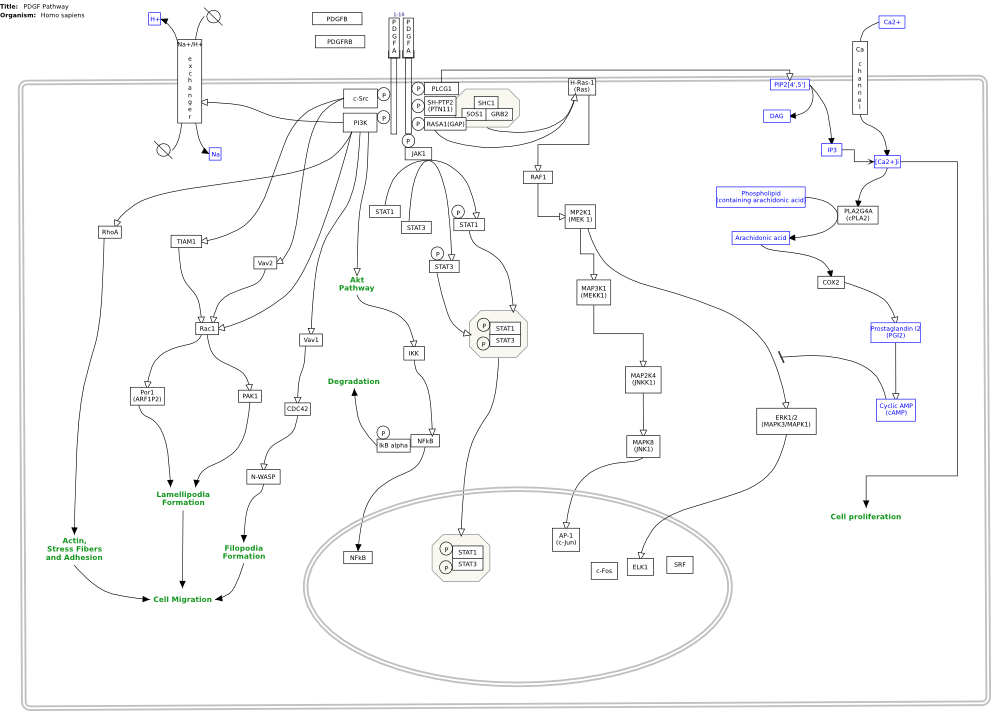 Title: PDGF Pathway
Organism: Homo sapiens
H+
Na+/H+
exchanger
Na
PDGFB
PDGFRB
1-10
PDGFA
PDGFA
Ca2+
Ca
channel
c-Src
P
PI3K
P
P
PLCG1
P
SH-PTP2
(PTN11)
P
RASA1(GAP)
SHC1
SOS1
GRB2
P
JAK1
H-Ras-1
(Ras)
PIP2[4',5']
DAG
IP3
[Ca2+]i
RAF1
Phospholipid
(containing arachidonic acid)
PLA2G4A
(cPLA2)
Arachidonic acid
COX2
Prostaglandin I2
(PGI2)
Cyclic AMP
(cAMP)
Cell proliferation
RhoA
TIAM1
Vav2
STAT1
STAT3
P
STAT1
P
STAT3
MP2K1
(MEK 1)
MAP3K1
(MEKK1)
Akt
Pathway
Rac1
Vav1
IKK
P
STAT1
P
STAT3
MAP2K4
(JNKK1)
Degradation
Por1
(ARF1P2)
PAK1
CDC42
ERK1/2
(MAPK3/MAPK1)
P
IkB alpha
NFkB
MAPK8
(JNK1)
N-WASP
Lamellipodia
Formation
Actin,
Stress Fibers
and Adhesion
Filopodia
Formation
NFkB
P
STAT1
P
STAT3
AP-1
(c-Jun)
c-Fos
ELK1
SRF
Cell Migration